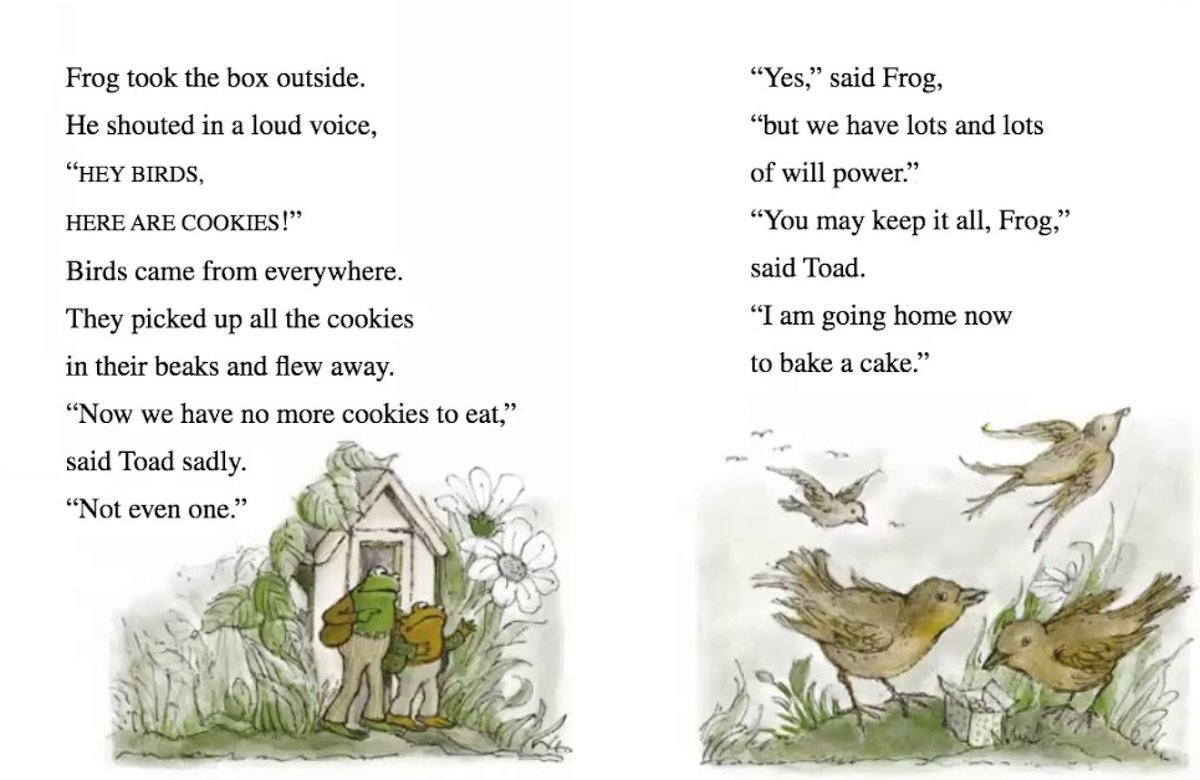 Frog took the box outside.
He shouted in a loud voice,
“HEY BIRDS,
HERE ARE COOKIES!”
Birds came from everywhere.
They picked up all the cookies
in their beaks and flew away.
“Now we have no more cookies to eat,”
said Toad sadly.
“Not even one.”
“Yes,” said Frog,
“but we have lots and lots
of will power.”
“You may keep it all, Frog,”
said Toad.
“I am going home now
to bake a cake.”